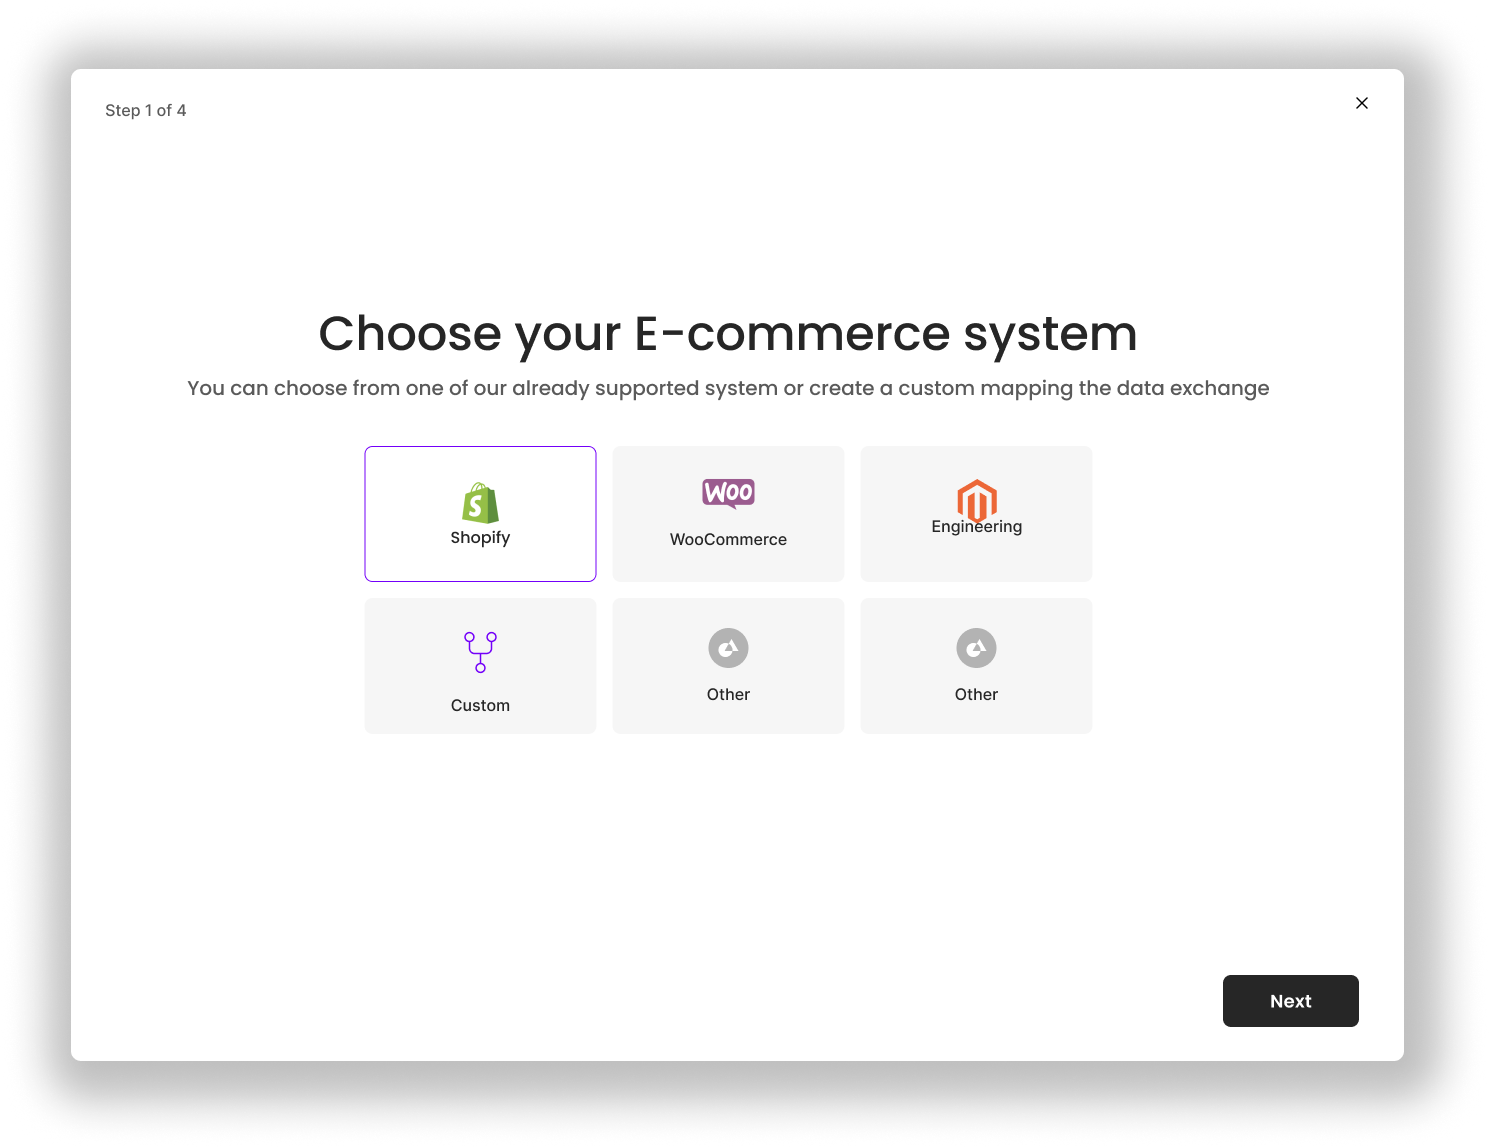 Step 1 of 4
Choose your E-commerce system
You can choose from one of our already supported system or create a custom mapping the data exchange
S
Shopify
WOO
WooCommerce
Engineering
Custom
Other
Other
Next